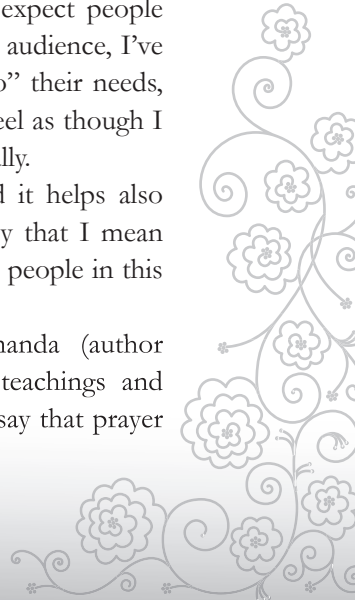 expect people
audience, I’ve
o” their needs,
eel as though I
lly.
d it helps also
y that I mean
people in this
nanda (author
teachings and
say that prayer